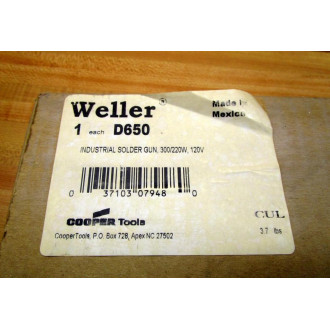 Weller®
Made in
Mexico
1 each D650
INDUSTRIAL SOLDER GUN, 300/220W, 120V
0 37103 07948 0
COOPER Tools
CooperTools, P.O. Box 728, Apex NC 27502
CUL
lbs